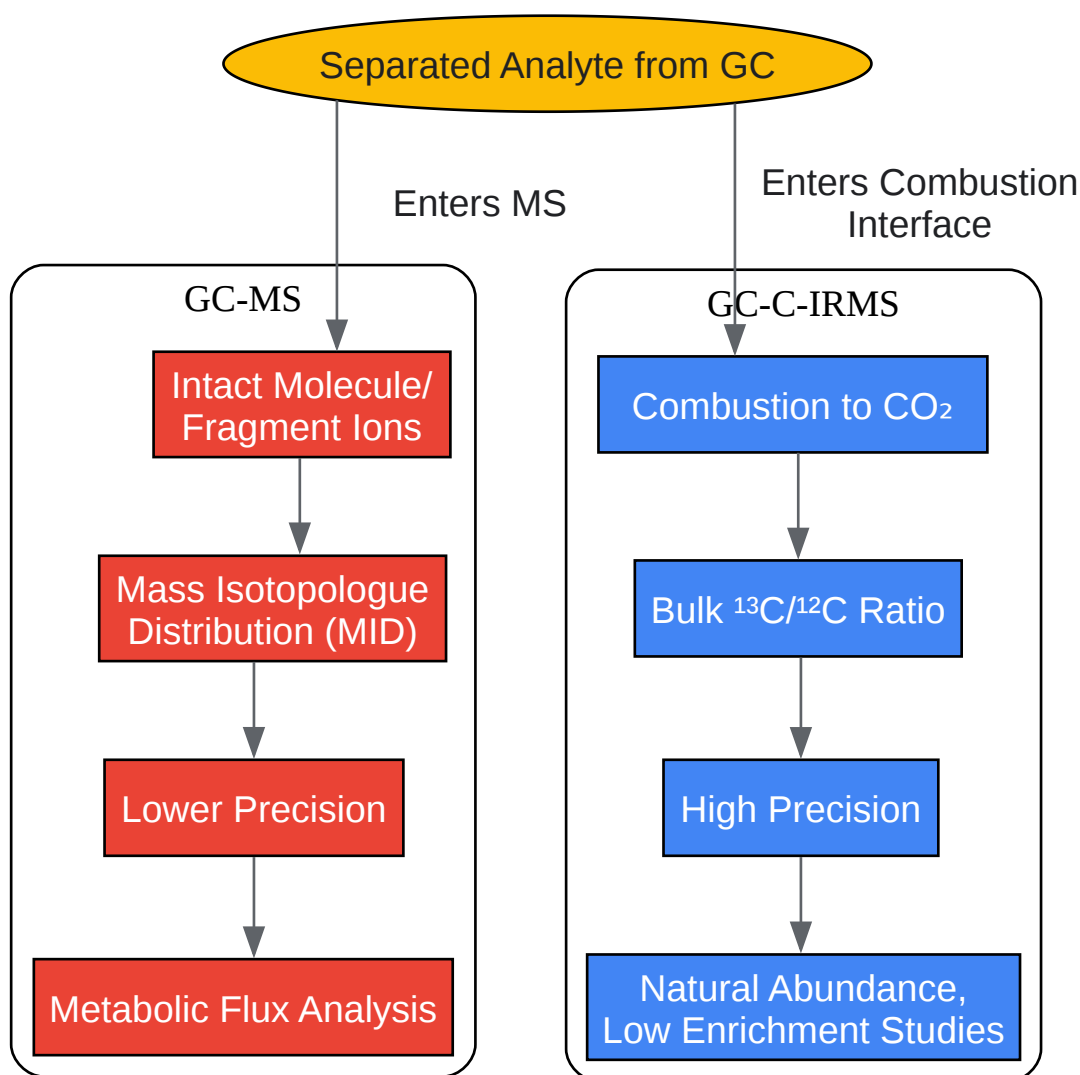 Separated Analyte from GC
Enters MS
Enters Combustion
Interface
GC-MS
Intact Molecule/
Fragment Ions
Mass Isotopologue
Distribution (MID)
Lower Precision
Metabolic Flux Analysis
GC-C-IRMS
Combustion to CO₂
Bulk ¹³C/¹²C Ratio
High Precision
Natural Abundance,
Low Enrichment Studies